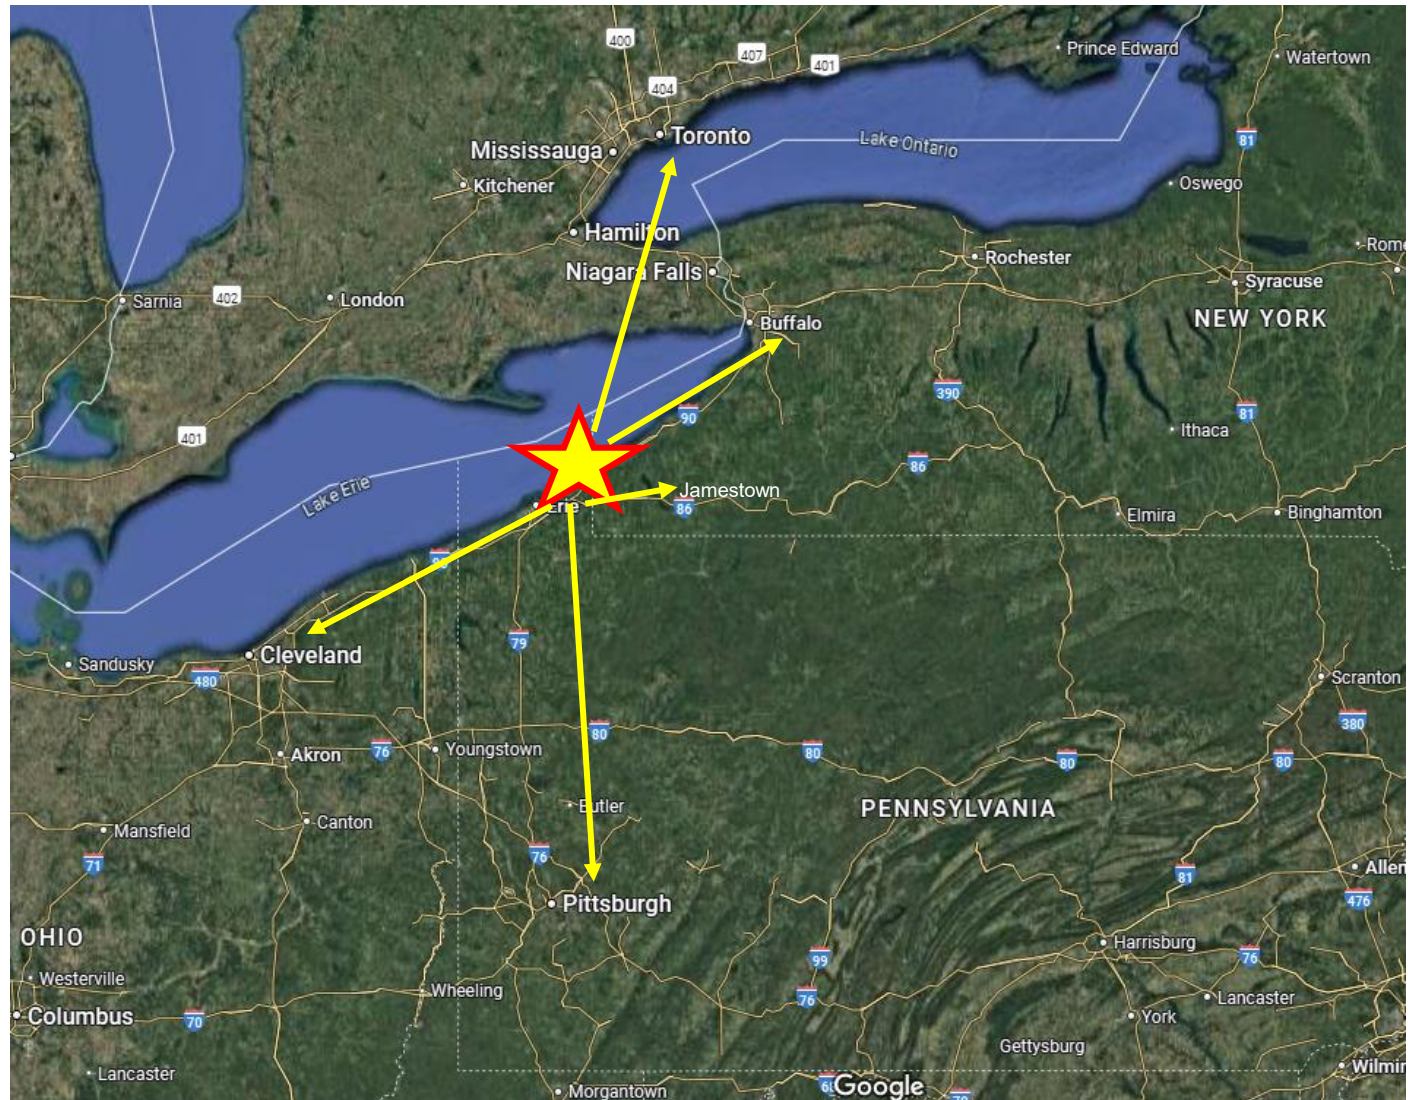 400
407
401
Prince Edward
Watertown
404
Toronto
Mississauga
Lake Ontario
81
Kitchener
Oswego
Hamilton
Rome
Niagara Falls
Rochester
Sarnia
402
London
Syracuse
Buffalo
NEW YORK
390
90
81
401
Ithaca
86
Lake Erie
Jamestown
Erie
86
Elmira
Binghamton
90
79
Cleveland
Sandusky
480
Scranton
380
80
Akron
76
Youngstown
80
80
80
Butler
PENNSYLVANIA
Mansfield
Canton
71
76
81
Allen
476
Pittsburgh
OHIO
Harrisburg
99
76
Westerville
Wheeling
76
Lancaster
Columbus
70
York
Gettysburg
Lancaster
Wilmin
Morgantown
Google